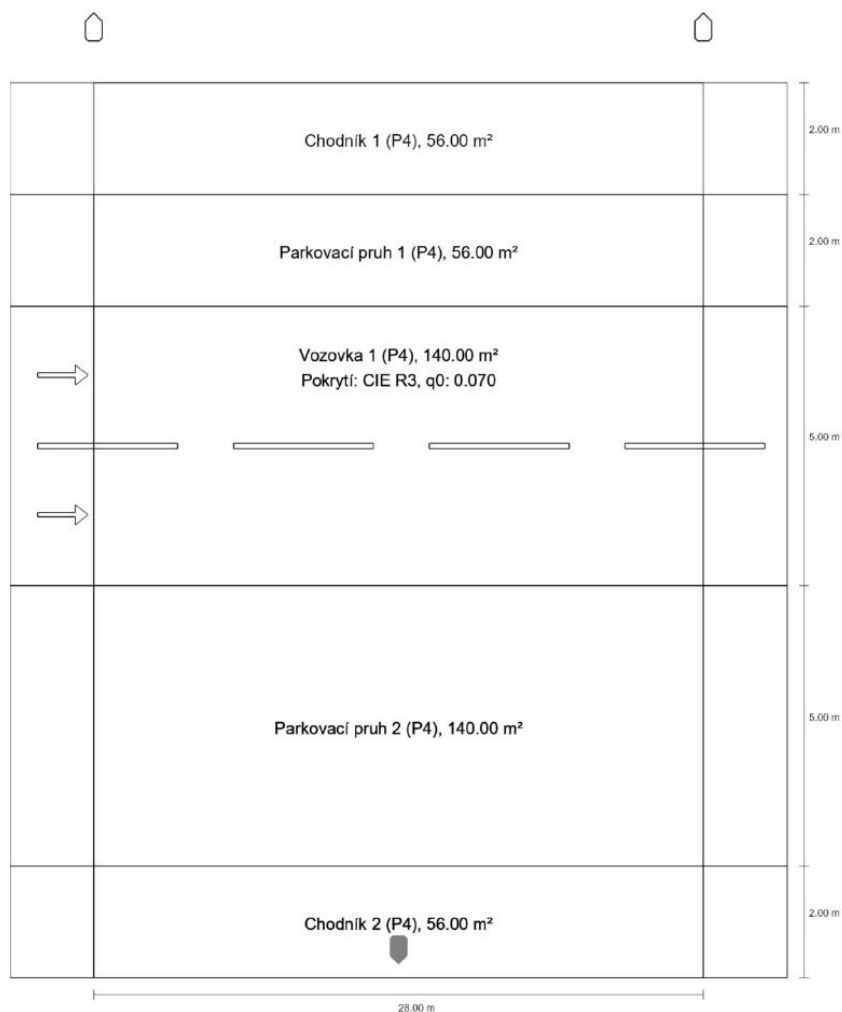 Chodník 1 (P4), 56.00 m²
2.00 m
Parkovací pruh 1 (P4), 56.00 m²
2.00 m
Vozovka 1 (P4), 140.00 m²
Pokrytí: CIE R3, q0: 0.070
5.00 m
Parkovací pruh 2 (P4), 140.00 m²
5.00 m
Chodník 2 (P4), 56.00 m²
2.00 m
28.00 m